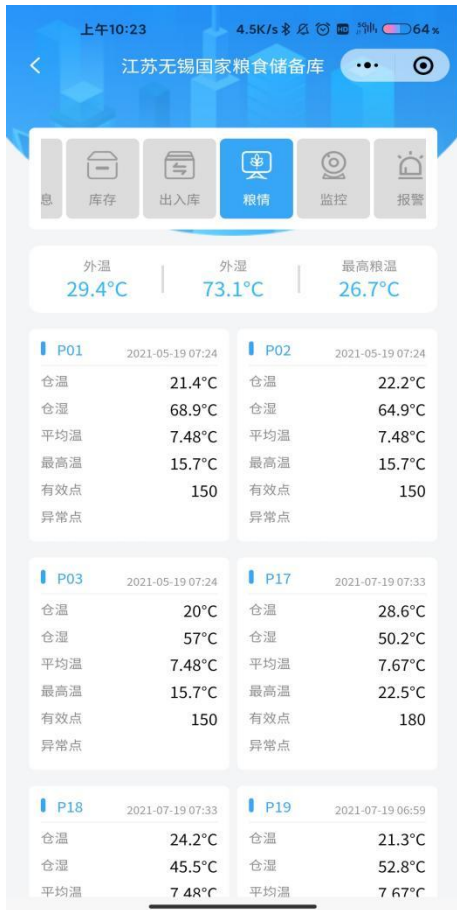 上午10:23 4.5K/s 64%
江苏无锡国家粮食储备库
息 库存 出入库 粮情 监控 报警
外温 外湿 最高粮温
29.4°C 73.1°C 26.7°C
P01 2021-05-19 07:24
仓温 21.4°C
仓湿 68.9°C
平均温 7.48°C
最高温 15.7°C
有效点 150
异常点
P02 2021-05-19 07:24
仓温 22.2°C
仓湿 64.9°C
平均温 7.48°C
最高温 15.7°C
有效点 150
异常点
P03 2021-05-19 07:24
仓温 20°C
仓湿 57°C
平均温 7.48°C
最高温 15.7°C
有效点 150
异常点
P17 2021-07-19 07:33
仓温 28.6°C
仓湿 50.2°C
平均温 7.67°C
最高温 22.5°C
有效点 180
异常点
P18 2021-07-19 07:33
仓温 24.2°C
仓湿 45.5°C
平均温 7.48°C
P19 2021-07-19 06:59
仓温 21.3°C
仓湿 52.8°C
平均温 7.67°C